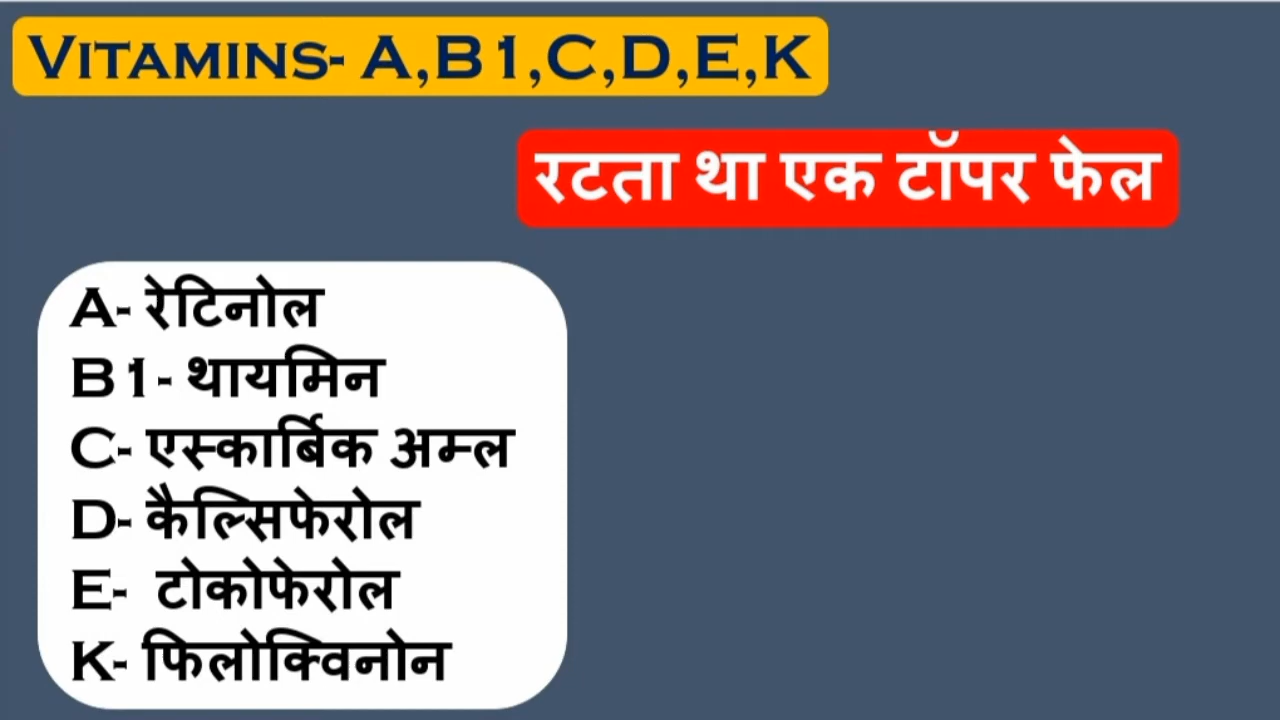 VITAMINS- A,B1,C,D,E,K
रटता था एक टॉपर फेल
A- रेटिनोल
B1- थायमिन
C- एस्कार्बिक अम्ल
D- कैल्सिफेरोल
E- टोकोफेरोल
K- फिलोक्विनोन